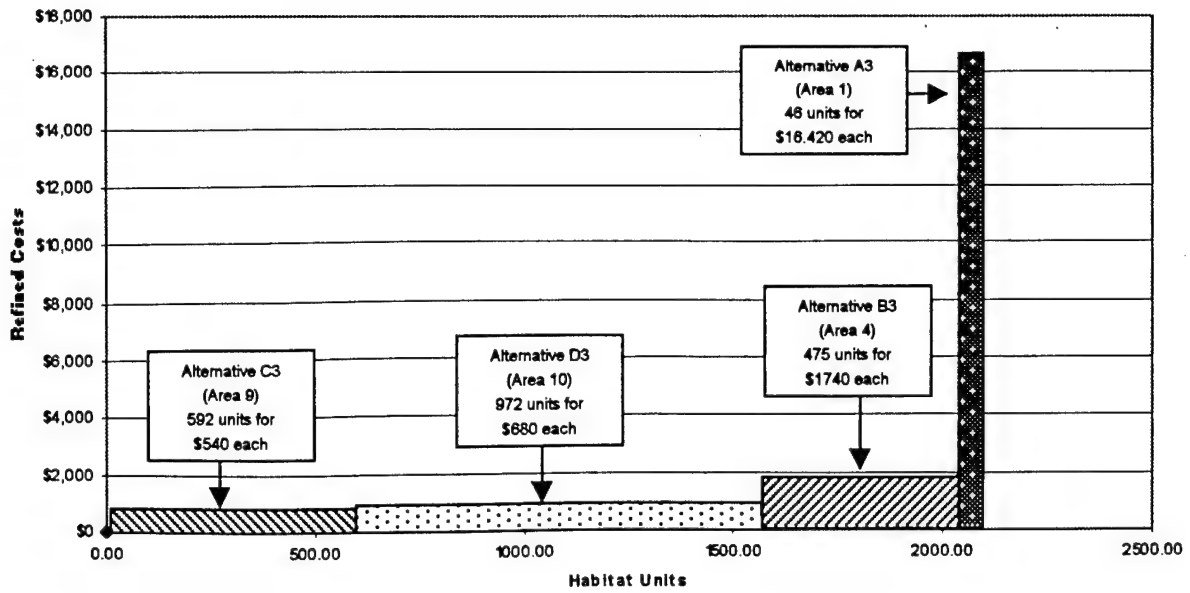 $18,000
$16,000
$14,000
$12,000
$10,000
$8,000
$6,000
$4,000
$2,000
$0
Refined Costs
Alternative A3
(Area 1)
46 units for
$16.420 each
Alternative B3
(Area 4)
475 units for
$1740 each
Alternative D3
(Area 10)
972 units for
$680 each
Alternative C3
(Area 9)
592 units for
$540 each
0.00
500.00
1000.00
1500.00
2000.00
2500.00
Habitat Units